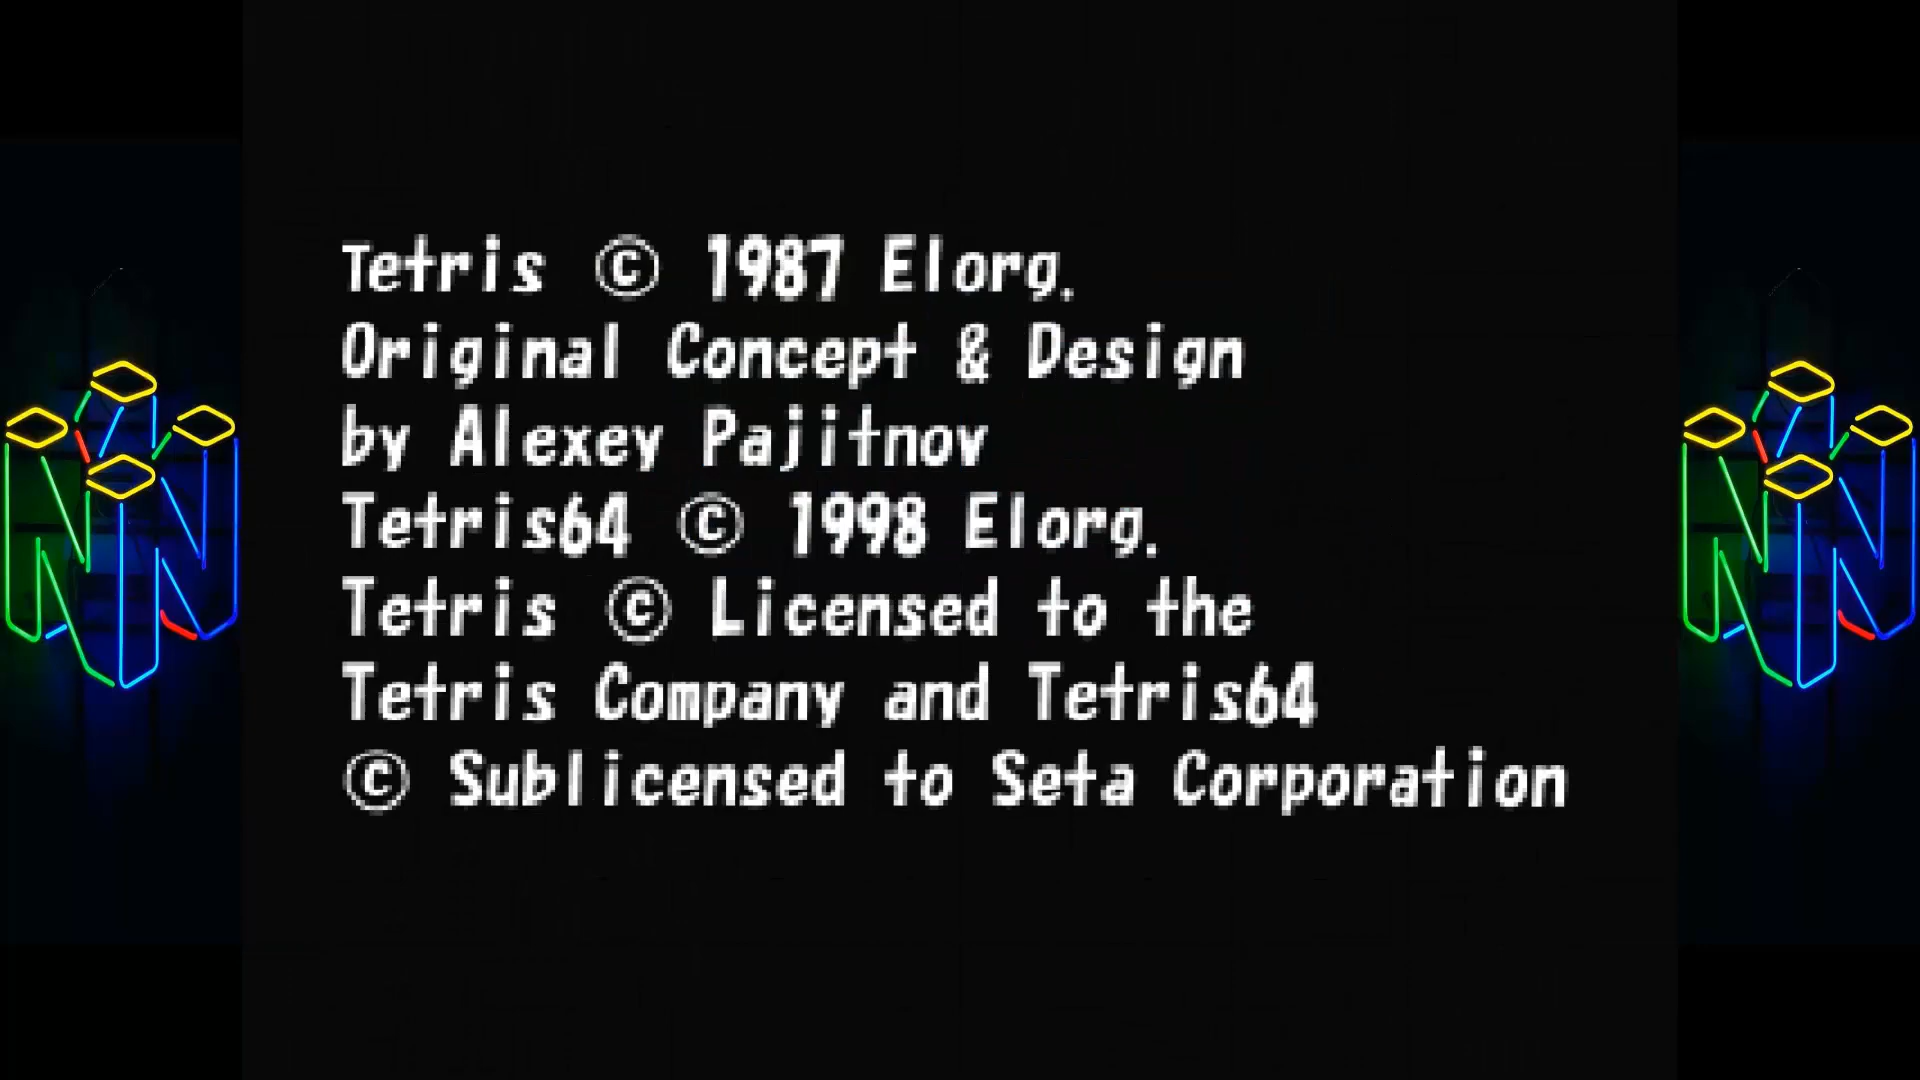 Tetris © 1987 Elorg.
Original Concept & Design
by Alexey Pajitnov
Tetris64 © 1998 Elorg.
Tetris © Licensed to the
Tetris Company and Tetris64
© Sublicensed to Seta Corporation